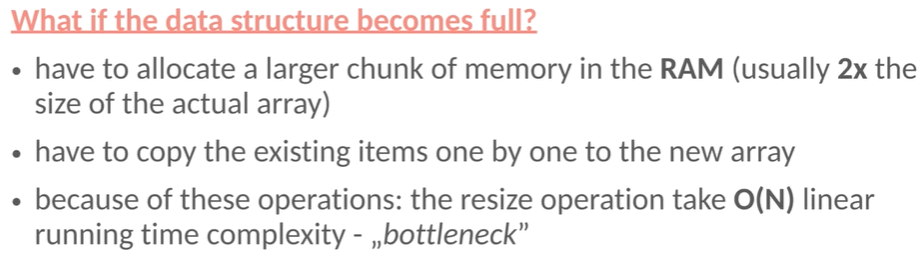 What if the data structure becomes full?
• have to allocate a larger chunk of memory in the RAM (usually 2x the
size of the actual array)
• have to copy the existing items one by one to the new array
• because of these operations: the resize operation take O(N) linear
running time complexity - „bottleneck”